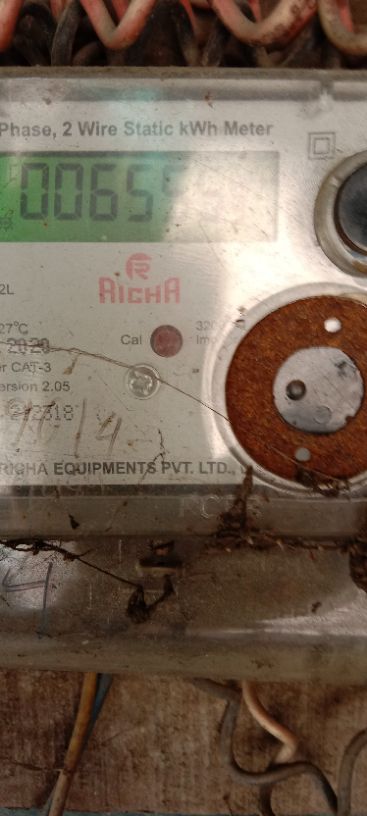 Phase, 2 Wire Static kWh Meter
0065
RICHA
2L
27°C
320
2020
Cal
Imp
CAT-3
ersion 2.05
RICHA EQUIPMENTS PVT. LTD.,